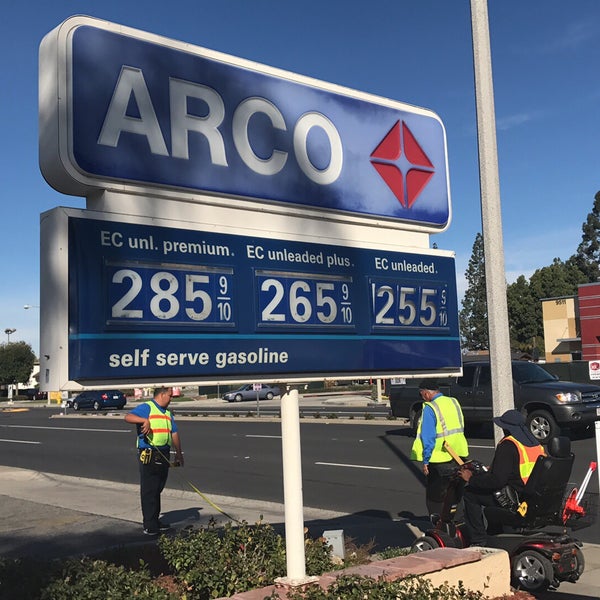 ARCO
EC unl. premium. EC unleaded plus. EC unleaded.
285 9/10 265 9/10 255 9/10
self serve gasoline